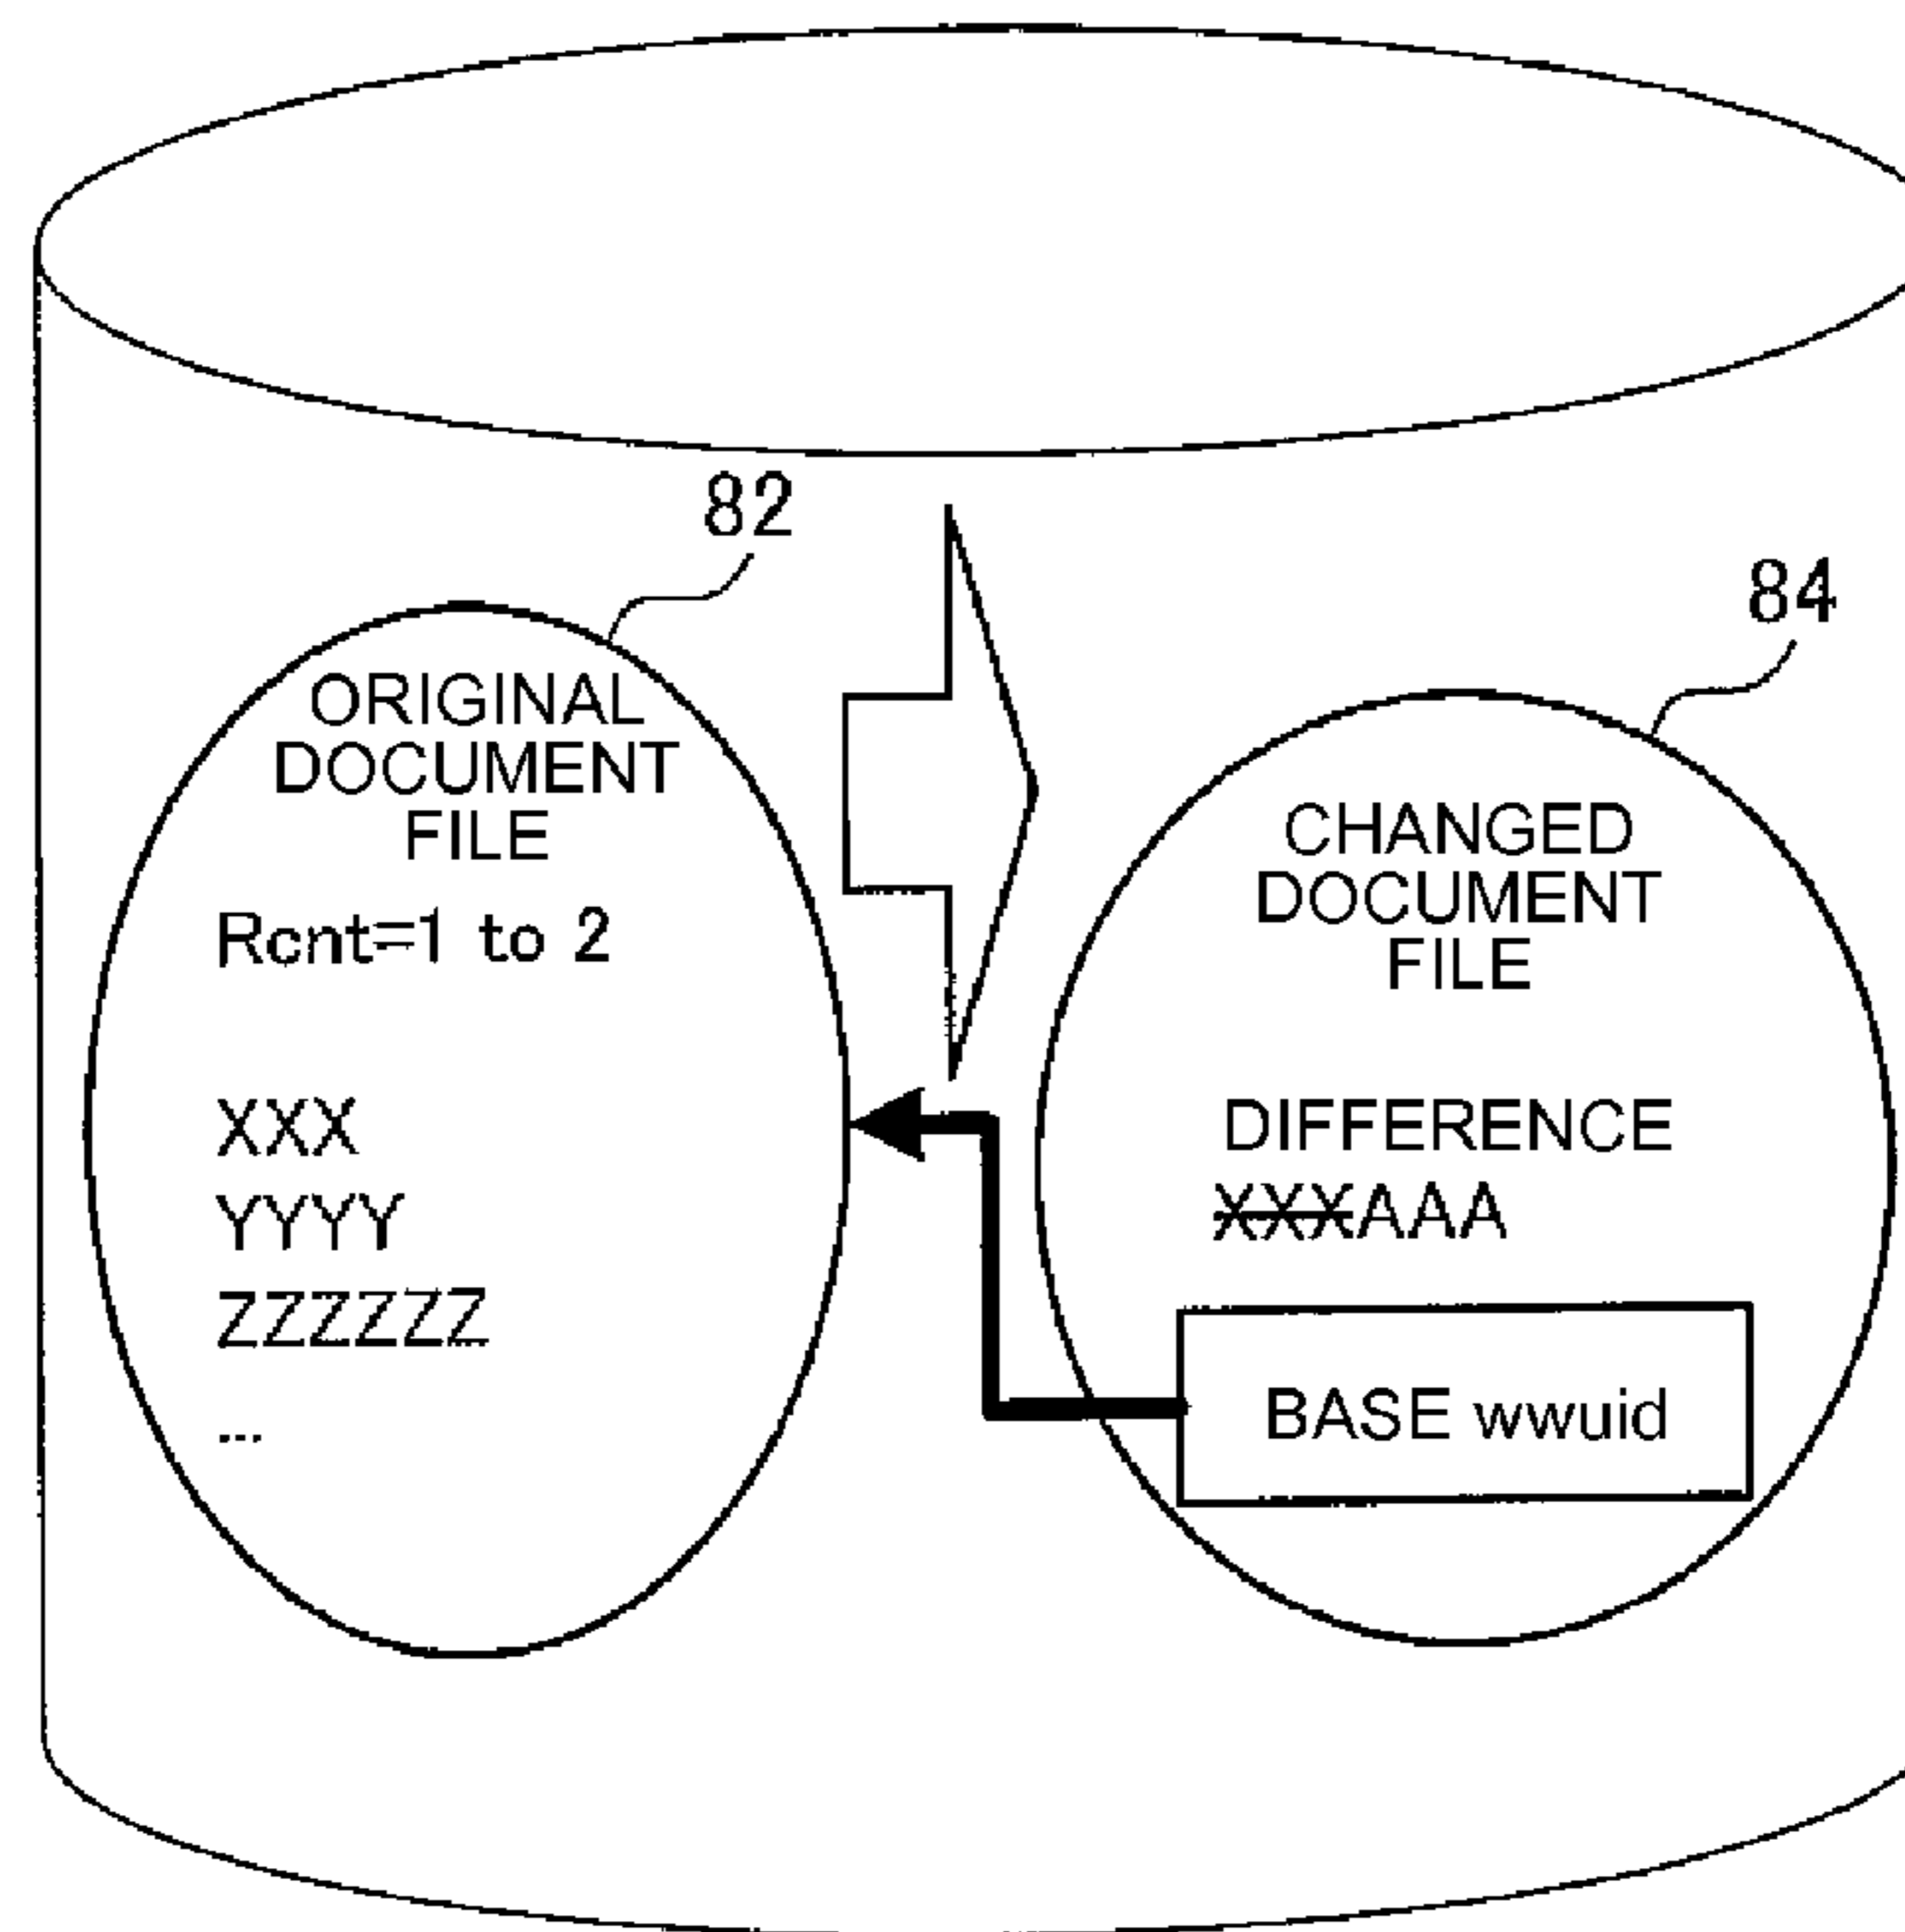 82
ORIGINAL
DOCUMENT
FILE
Rcnt=1 to 2
XXX
YYYY
ZZZZZZ
...
84
CHANGED
DOCUMENT
FILE
DIFFERENCE
XXXAAA
BASE wwuid